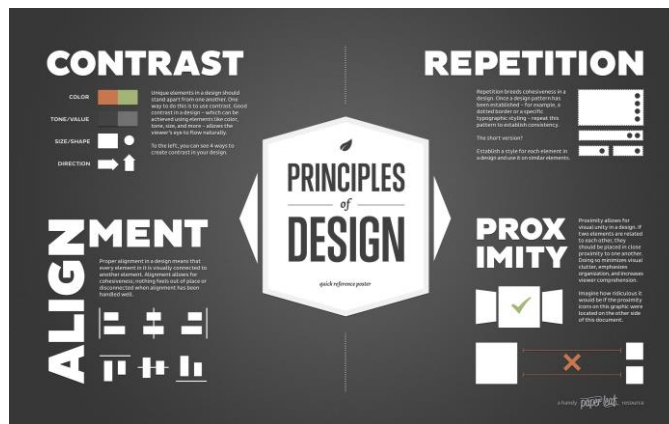 CONTRAST
COLOR
TONE/VALUE
SIZE/SHAPE
DIRECTION
Unique elements in a design should
stand apart from one another. One
way to do this is to use contrast. Good
contrast in a design – which can be
achieved using elements like color,
tone, size, and more – allows the
viewer's eye to flow naturally.
To the left, you can see 4 ways to
create contrast in your design.
REPETITION
Repetition breeds cohesiveness in a
design. Once a design pattern has
been established – for example, a
dotted border or a specific
typographic styling – repeat this
pattern to establish consistency.
The short version?
Establish a style for each element in
a design and use it on similar elements.
PRINCIPLES
of
DESIGN
quick reference poster
ALIGNMENT
Proper alignment in a design means that
every element in it is visually connected to
another element. Alignment allows for
cohesiveness; nothing feels out of place or
disconnected when alignment has been
handled well.
PROX
IMITY
Proximity allows for
visual unity in a design. If
two elements are related
to each other, they
should be placed in close
proximity to one another.
Doing so minimizes visual
clutter, emphasizes
organization, and increases
viewer comprehension.
Imagine how ridiculous it
would be if the proximity
icons on this graphic were
located on the other side
of this document.
a handy paper leaf resource